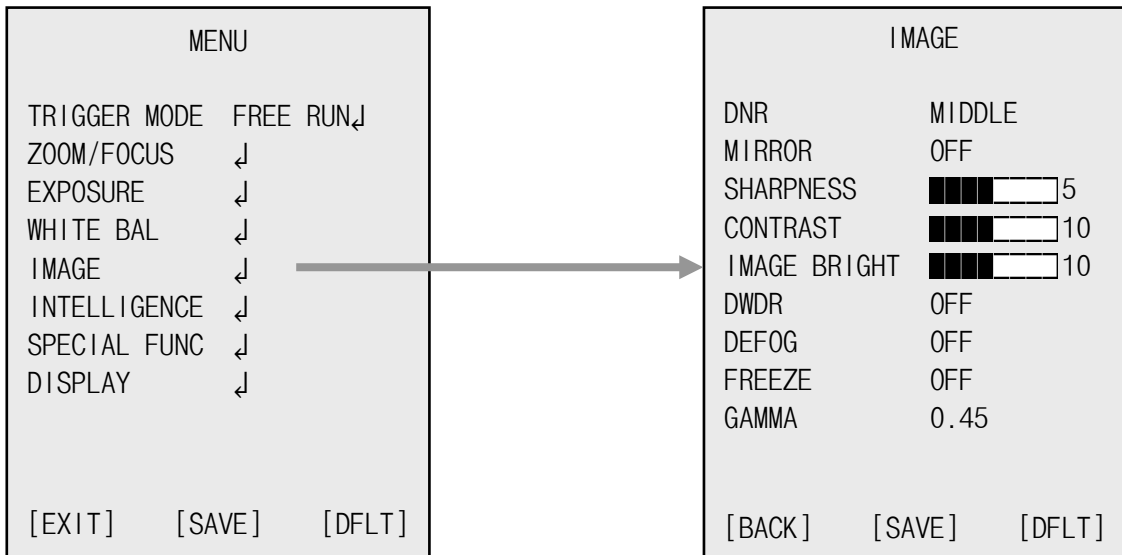 MENU
TRIGGER MODE FREE RUN↲
ZOOM/FOCUS ↲
EXPOSURE ↲
WHITE BAL ↲
IMAGE ↲
INTELLIGENCE ↲
SPECIAL FUNC ↲
DISPLAY ↲
[EXIT] [SAVE] [DFLT]
IMAGE
DNR MIDDLE
MIRROR OFF
SHARPNESS 5
CONTRAST 10
IMAGE BRIGHT 10
DWDR OFF
DEFOG OFF
FREEZE OFF
GAMMA 0.45
[BACK] [SAVE] [DFLT]